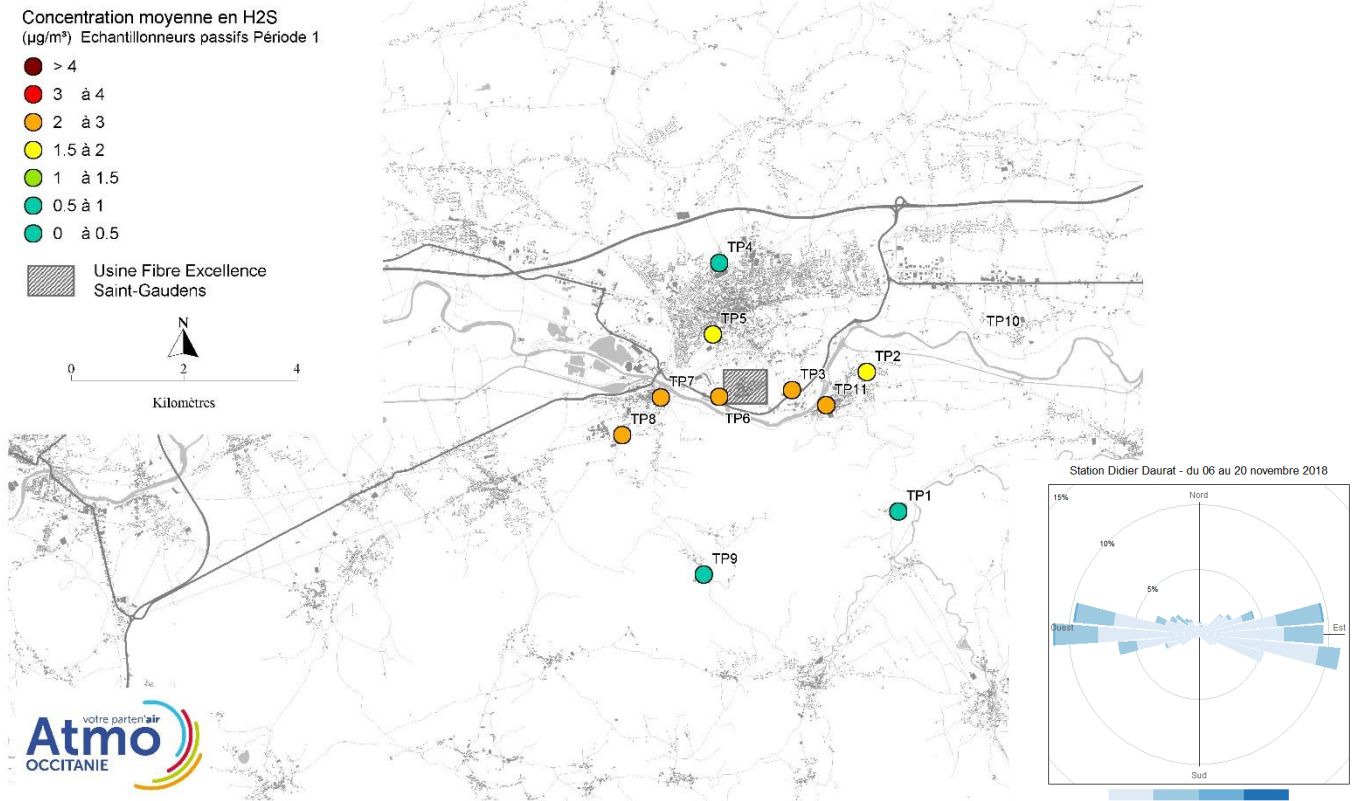 Concentration moyenne en H2S
(µg/m³) Echantillonneurs passifs Période 1
> 4
3 à 4
2 à 3
1.5 à 2
1 à 1.5
0.5 à 1
0 à 0.5
Usine Fibre Excellence
Saint-Gaudens
N
0 2 4
Kilomètres
TP4
TP5
TP10
TP2
TP3
TP7
TP11
TP6
TP8
TP1
TP9
Station Didier Daurat - du 06 au 20 novembre 2018
15%
Nord
10%
5%
Ouest
Est
Sud
votre parten'air
Atmo
OCCITANIE